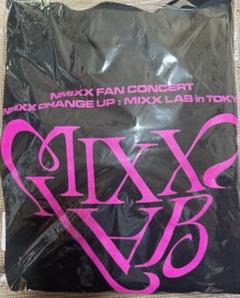 NMIXX FAN CONCERT
NMIXX CHANGE UP : MIXX LAB in TOKY
MIXX
LAB